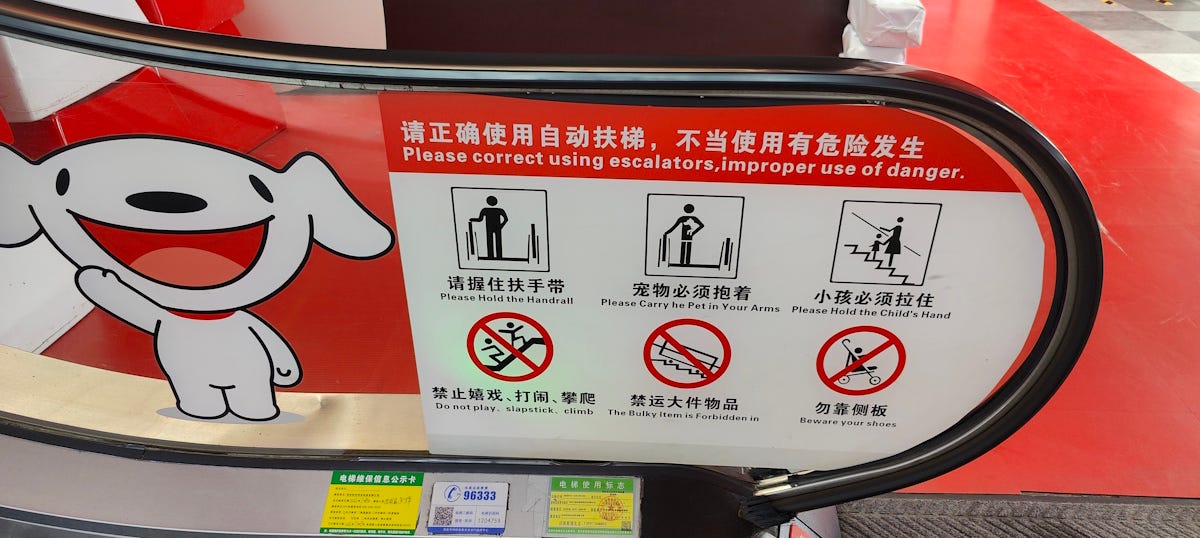 请正确使用自动扶梯，不当使用有危险发生
Please correct using escalators,improper use of danger.
请握住扶手带
Please Hold the Handrall
宠物必须抱着
Please Carry he Pet in Your Arms
小孩必须拉住
Please Hold the Child's Hand
禁止嬉戏、打闹、攀爬
Do not play、slapstick、climb
禁运大件物品
The Bulky Item is Forbidden in
勿靠侧板
Beware your shoes
电梯维保信息公示卡
96333
1204759
电梯使用标志